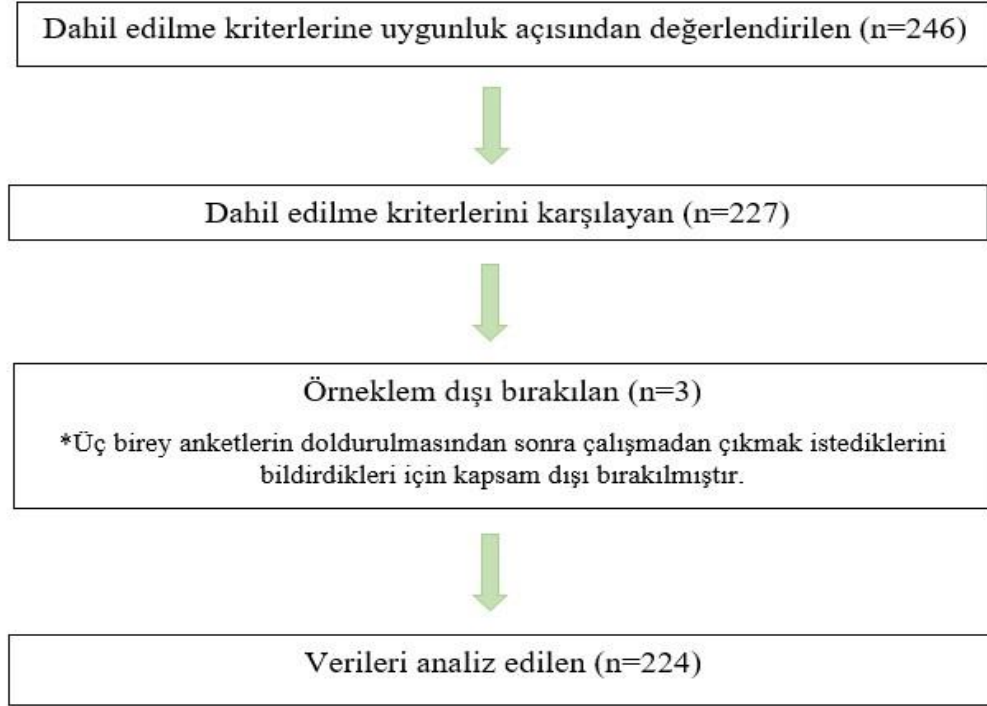 Dahil edilme kriterlerine uygunluk açısından değerlendirilen (n=246)
Dahil edilme kriterlerini karşılayan (n=227)
Örneklem dışı bırakılan (n=3)
*Üç birey anketlerin doldurulmasından sonra çalışmadan çıkmak istediklerini
bildirdikleri için kapsam dışı bırakılmıştır.
Verileri analiz edilen (n=224)